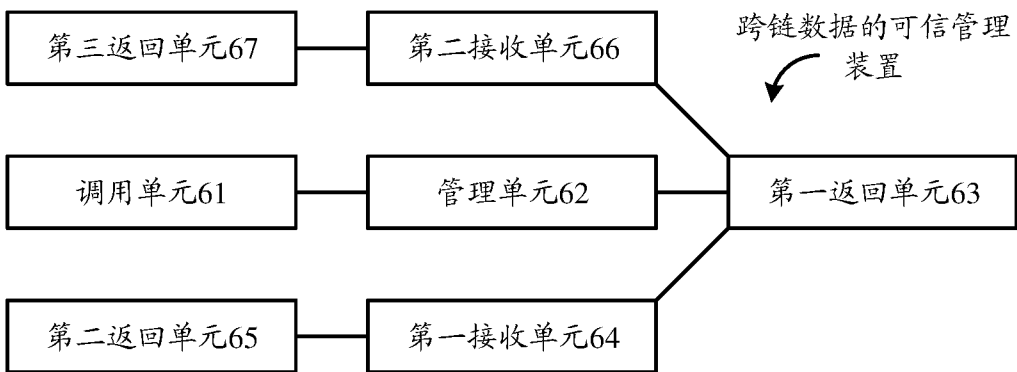 第三返回单元67
第二接收单元66
跨链数据的可信管理
装置
调用单元61
管理单元62
第一返回单元63
第二返回单元65
第一接收单元64